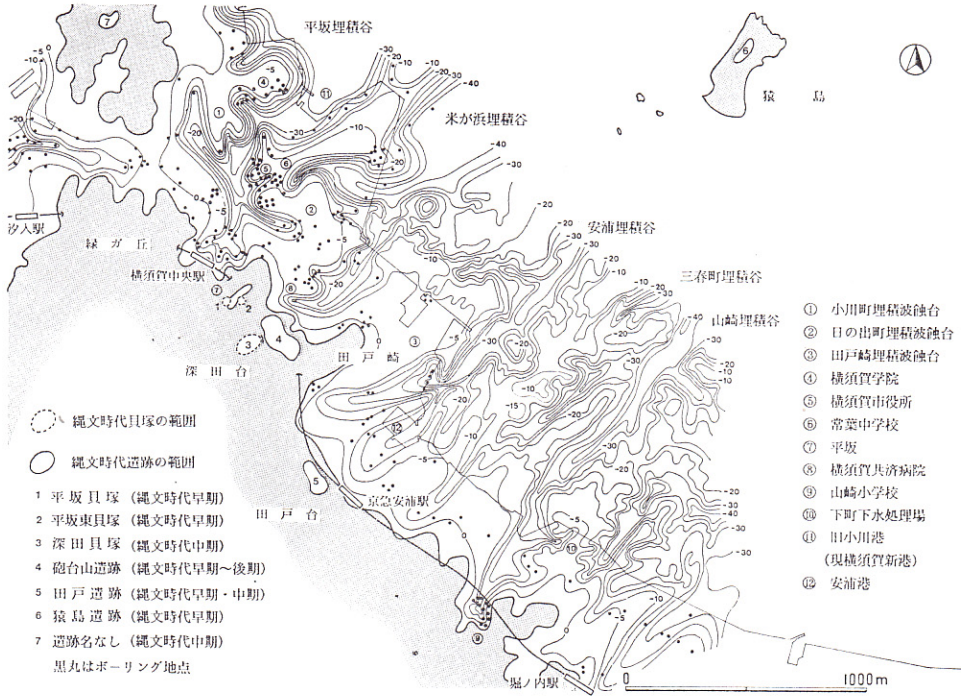 平坂埋積谷
米が浜埋積谷
安浦埋積谷
三春町埋積谷
山崎埋積谷
猿島
汐入駅
緑ガ丘
横須賀中央駅
深田台
田戸崎
田戸台
京急安浦駅
堀ノ内駅
① 小川町埋積波蝕台
② 日の出町埋積波蝕台
③ 田戸崎埋積波蝕台
④ 横須賀学院
⑤ 横須賀市役所
⑥ 常葉中学校
⑦ 平坂
⑧ 横須賀共済病院
⑨ 山崎小学校
⑩ 下町下水処理場
⑪ 旧小川港
(現横須賀新港)
⑫ 安浦港
縄文時代貝塚の範囲
縄文時代遺跡の範囲
1 平坂貝塚 (縄文時代早期)
2 平坂東貝塚 (縄文時代早期)
3 深田貝塚 (縄文時代中期)
4 砲台山遺跡 (縄文時代早期〜後期)
5 田戸遺跡 (縄文時代早期・中期)
6 猿島遺跡 (縄文時代早期)
7 遺跡名なし (縄文時代中期)
黒丸はボーリング地点
0 1000m